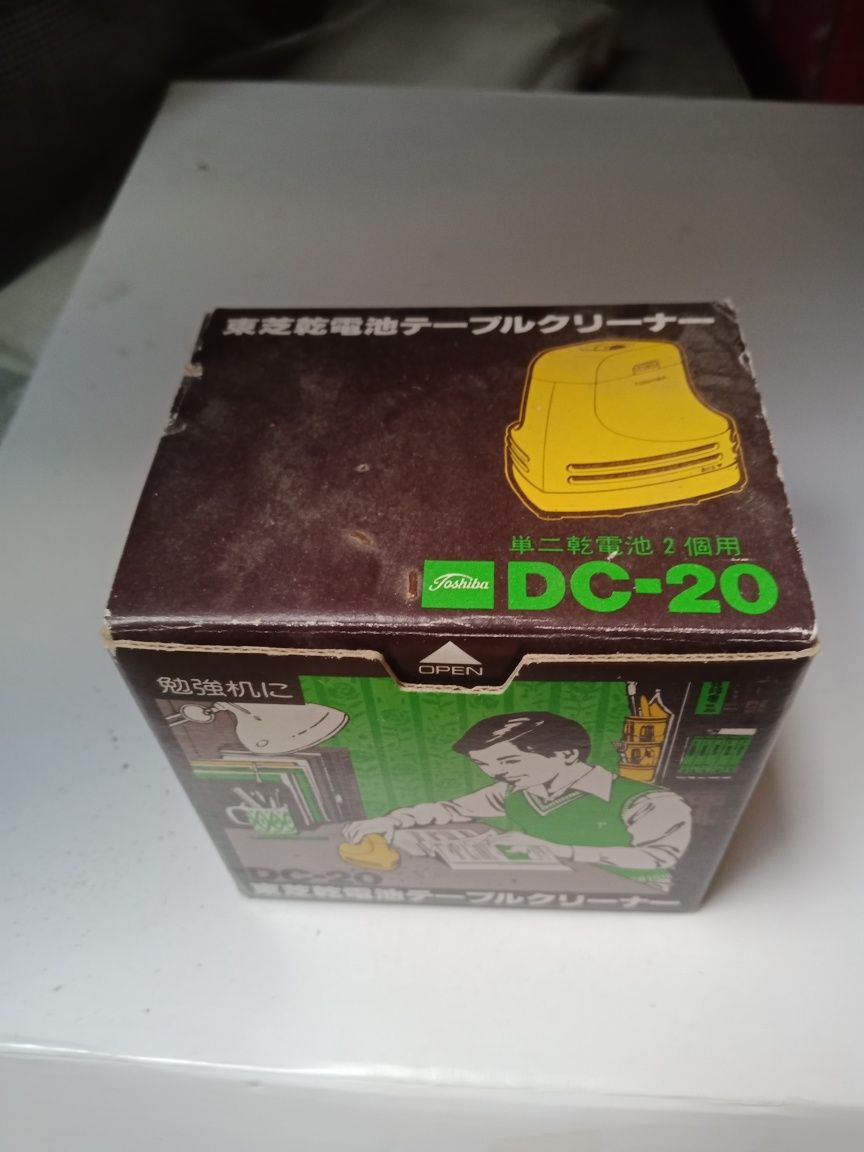 東芝乾電池テーブルクリーナー
TOSHIBA
単二乾電池2個用
Toshiba
DC-20
OPEN
勉強机に
DC-20
東芝乾電池テーブルクリーナー